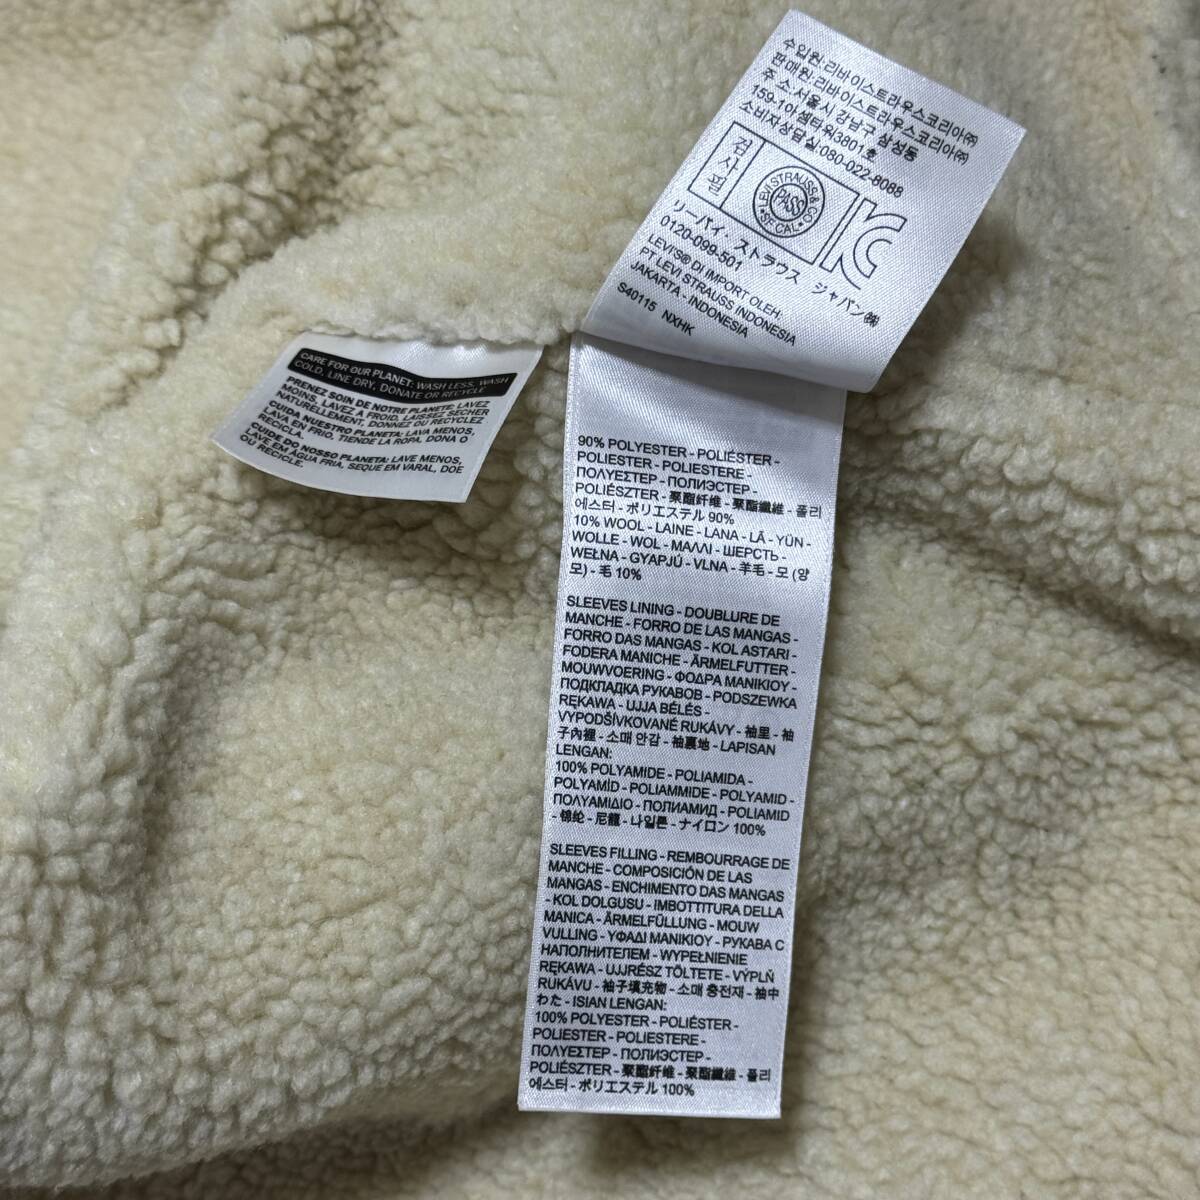 수입원:리바이스트라우스코리아㈜
판매원:리바이스트라우스코리아㈜
주 소:서울시 강남구 삼성동
159-1아셈타워3801호
소비자상담실:080-022-8088
검사필
LEVI STRAUSS & CO
PASS
SF. CAL.
リーバイ. ストラウス ジャパン㈱
0120-099-501
LEVI'S® DI IMPORT OLEH:
PT LEVI STRAUSS INDONESIA
JAKARTA - INDONESIA
S40115 NXHK
CARE FOR OUR PLANET: WASH LESS, WASH
COLD, LINE DRY, DONATE OR RECYCLE
PRENEZ SOIN DE NOTRE PLANETE: LAVEZ
MOINS, LAVEZ A FROID, LAISSEZ SECHER
NATURELLEMENT, DONNEZ OU RECYCLEZ
CUIDA NUESTRO PLANETA: LAVA MENOS,
LAVA EN FRIO, TIENDE LA ROPA, DONA O
RECICLA.
CUIDE DO NOSSO PLANETA: LAVE MENOS,
LAVE EM ÁGUA FRIA, SEQUE EM VARAL, DOE
OU RECICLE.
90% POLYESTER - POLIÉSTER -
POLIESTER - POLIESTERE -
ΠΟΛΥΕΣΤΕΡ - ПОЛИЭСТЕР -
POLIÉSZTER - 聚酯纤维 - 聚酯纖維 - 폴리
에스터 - ポリエステル 90%
10% WOOL - LAINE - LANA - LÃ - YÜN -
WOLLE - WOL - ΜΑΛΛΙ - ШЕРСТЬ -
WEŁNA - GYAPJÚ - VLNA - 羊毛 - 모 (양
모) - 毛 10%
SLEEVES LINING - DOUBLURE DE
MANCHE - FORRO DE LAS MANGAS -
FORRO DAS MANGAS - KOL ASTARI -
FODERA MANICHE - ÄRMELFUTTER -
MOUWVOERING - ΦΟΔΡΑ ΜΑΝΙΚΙΟΥ -
ПОДКЛАДКА РУКАВОВ - PODSZEWKA
RĘKAWA - UJJA BÉLÉS -
VYPODŠÍVKOVANÉ RUKÁVY - 袖里 - 袖
子內裡 - 소매 안감 - 袖裏地 - LAPISAN
LENGAN:
100% POLYAMIDE - POLIAMIDA -
POLYAMİD - POLIAMMIDE - POLYAMID -
ΠΟΛΥΑΜΙΔΙΟ - ПОЛИАМИД - POLIAMID
- 锦纶 - 尼龍 - 나일론 - ナイロン 100%
SLEEVES FILLING - REMBOURRAGE DE
MANCHE - COMPOSICIÓN DE LAS
MANGAS - ENCHIMENTO DAS MANGAS
- KOL DOLGUSU - IMBOTTITURA DELLA
MANICA - ÄRMELFÜLLUNG - MOUW
VULLING - ΥΦΑΔΙ ΜΑΝΙΚΙΟΥ - РУКАВА С
НАПОЛНИТЕЛЕМ - WYPEŁNIENIE
RĘKAWA - UJJRÉSZ TÖLTETE - VÝPLŇ
RUKÁVU - 袖子填充物 - 소매 충전재 - 袖中
わた - ISIAN LENGAN:
100% POLYESTER - POLIÉSTER -
POLIESTER - POLIESTERE -
ΠΟΛΥΕΣΤΕΡ - ПОЛИЭСТЕР -
POLIÉSZTER - 聚酯纤维 - 聚酯纖維 - 폴리
에스터 - ポリエステル 100%